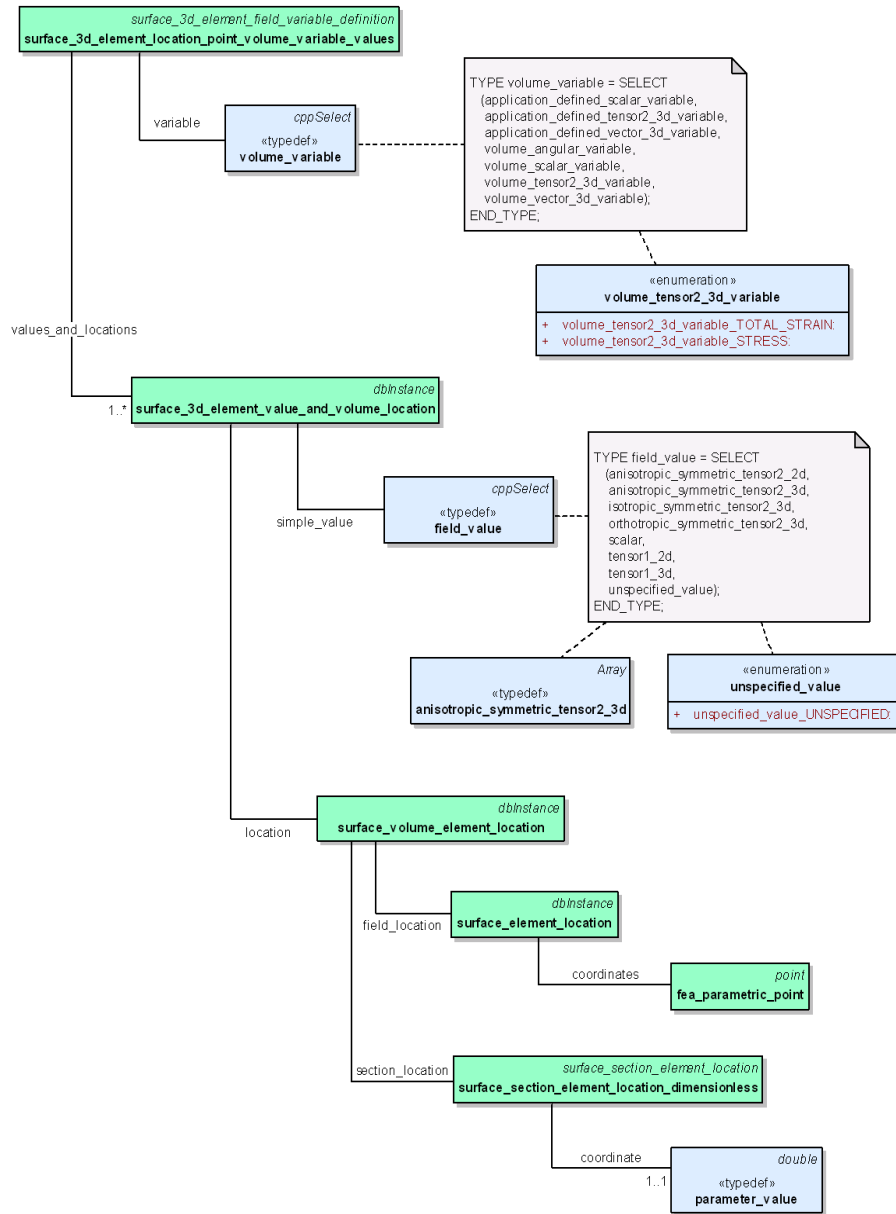 surface_3d_element_field_variable_definition
surface_3d_element_location_point_volume_variable_values
variable
cppSelect
«typedef»
volume_variable
TYPE volume_variable = SELECT
(application_defined_scalar_variable,
application_defined_tensor2_3d_variable,
application_defined_vector_3d_variable,
volume_angular_variable,
volume_scalar_variable,
volume_tensor2_3d_variable,
volume_vector_3d_variable);
END_TYPE;
«enumeration»
volume_tensor2_3d_variable
+ volume_tensor2_3d_variable_TOTAL_STRAIN:
+ volume_tensor2_3d_variable_STRESS:
values_and_locations
1..*
dbInstance
surface_3d_element_value_and_volume_location
simple_value
cppSelect
«typedef»
field_value
TYPE field_value = SELECT
(anisotropic_symmetric_tensor2_2d,
anisotropic_symmetric_tensor2_3d,
isotropic_symmetric_tensor2_3d,
orthotropic_symmetric_tensor2_3d,
scalar,
tensor1_2d,
tensor1_3d,
unspecified_value);
END_TYPE;
Array
«typedef»
anisotropic_symmetric_tensor2_3d
«enumeration»
unspecified_value
+ unspecified_value_UNSPECIFIED:
location
dbInstance
surface_volume_element_location
field_location
dbInstance
surface_element_location
coordinates
point
fea_parametric_point
section_location
surface_section_element_location
surface_section_element_location_dimensionless
coordinate
1..1
double
«typedef»
parameter_value